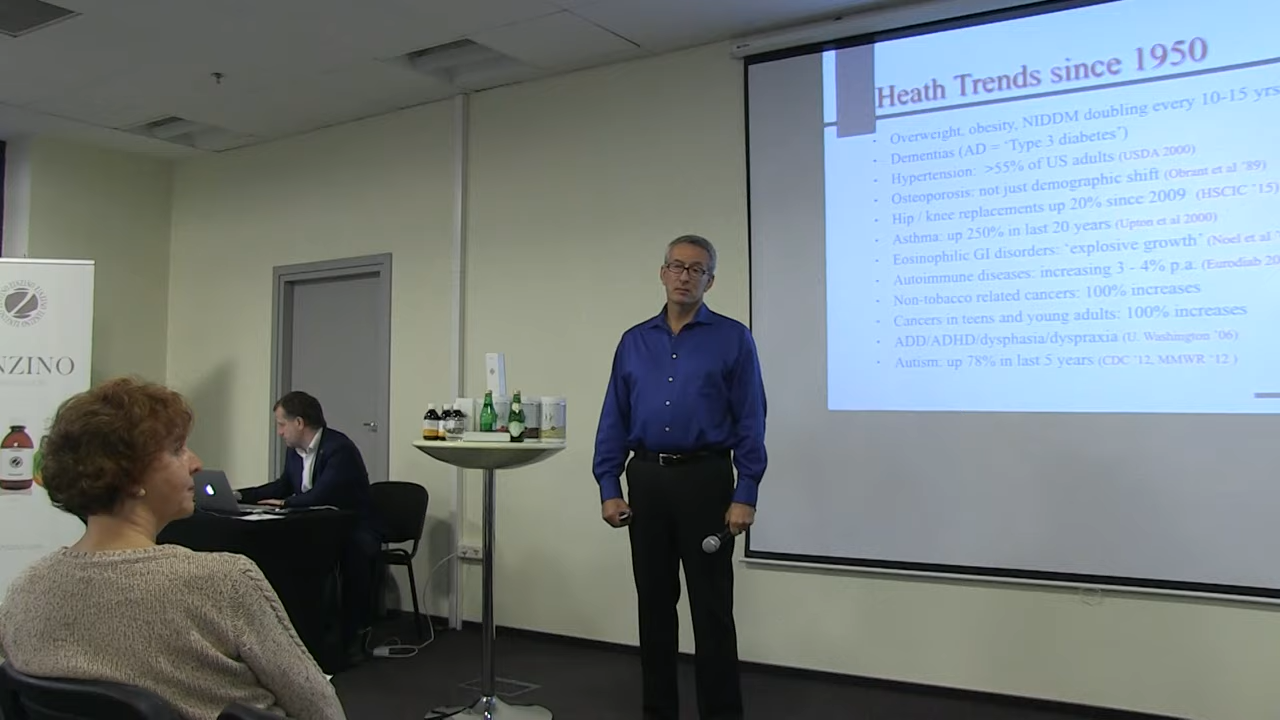 Heath Trends since 1950
Overweight, obesity, NIDDM doubling every 10-15 yrs
Dementias (AD = 'Type 3 diabetes')
Hypertension: >55% of US adults (USDA 2000)
Osteoporosis: not just demographic shift (Obrant et al '89)
Hip / knee replacements up 20% since 2009 (HSCIC '15)
Asthma: up 250% in last 20 years (Upton et al 2000)
Eosinophilic GI disorders: 'explosive growth' (Noel et al
Autoimmune diseases: increasing 3 - 4% p.a. (Eurodiab 20
Non-tobacco related cancers: 100% increases
Cancers in teens and young adults: 100% increases
ADD/ADHD/dysphasia/dyspraxia (U. Washington '06)
Autism: up 78% in last 5 years (CDC '12, MMWR '12 )
NZINO